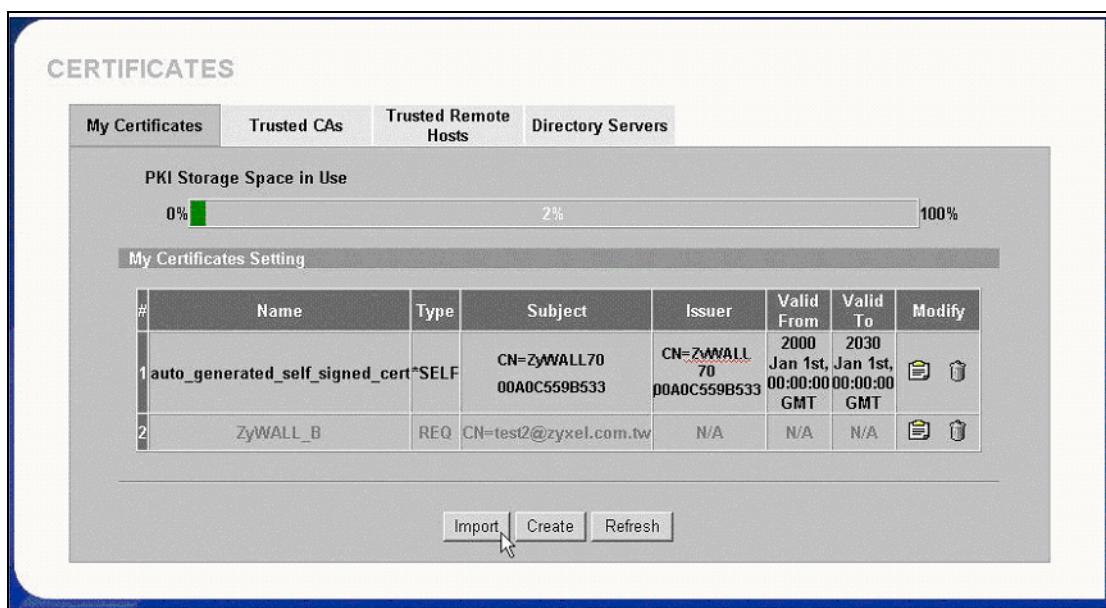 CERTIFICATES
My Certificates
Trusted CAs
Trusted Remote
Hosts
Directory Servers
PKI Storage Space in Use
0%
2%
100%
My Certificates Setting
#
Name
Type
Subject
Issuer
Valid
From
Valid
To
Modify
1
auto_generated_self_signed_cert
*SELF
CN=ZyWALL70
00A0C559B533
CN=ZyWALL
70
00A0C559B533
2000
Jan 1st,
00:00:00
GMT
2030
Jan 1st,
00:00:00
GMT
2
ZyWALL_B
REQ
CN=test2@zyxel.com.tw
N/A
N/A
N/A
Import
Create
Refresh